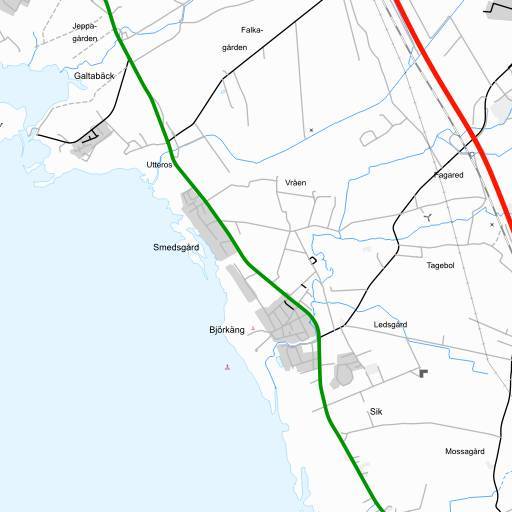 Jeppa-
gården
Falka-
gården
Galtabäck
Utteros
Vråen
Fagared
Smedsgård
Tagebol
Björkäng
Ledsgård
Sik
Mossagård